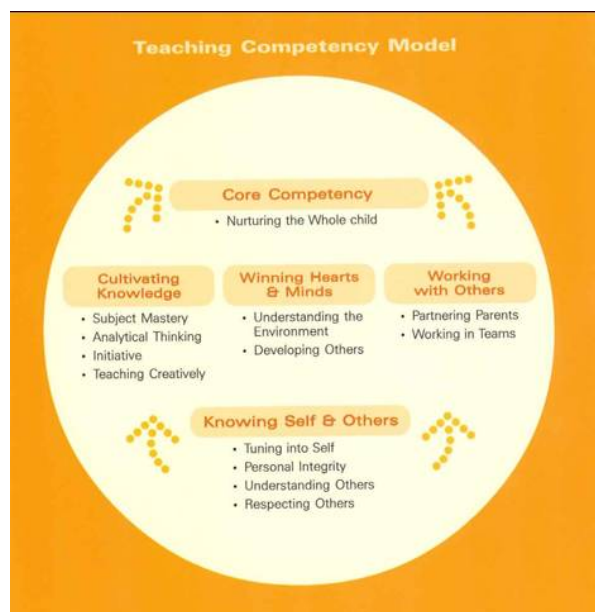 Teaching Competency Model
Core Competency
• Nurturing the Whole child
Cultivating
Knowledge
• Subject Mastery
• Analytical Thinking
• Initiative
• Teaching Creatively
Winning Hearts
& Minds
• Understanding the
Environment
• Developing Others
Working
with Others
• Partnering Parents
• Working in Teams
Knowing Self & Others
• Tuning into Self
• Personal Integrity
• Understanding Others
• Respecting Others